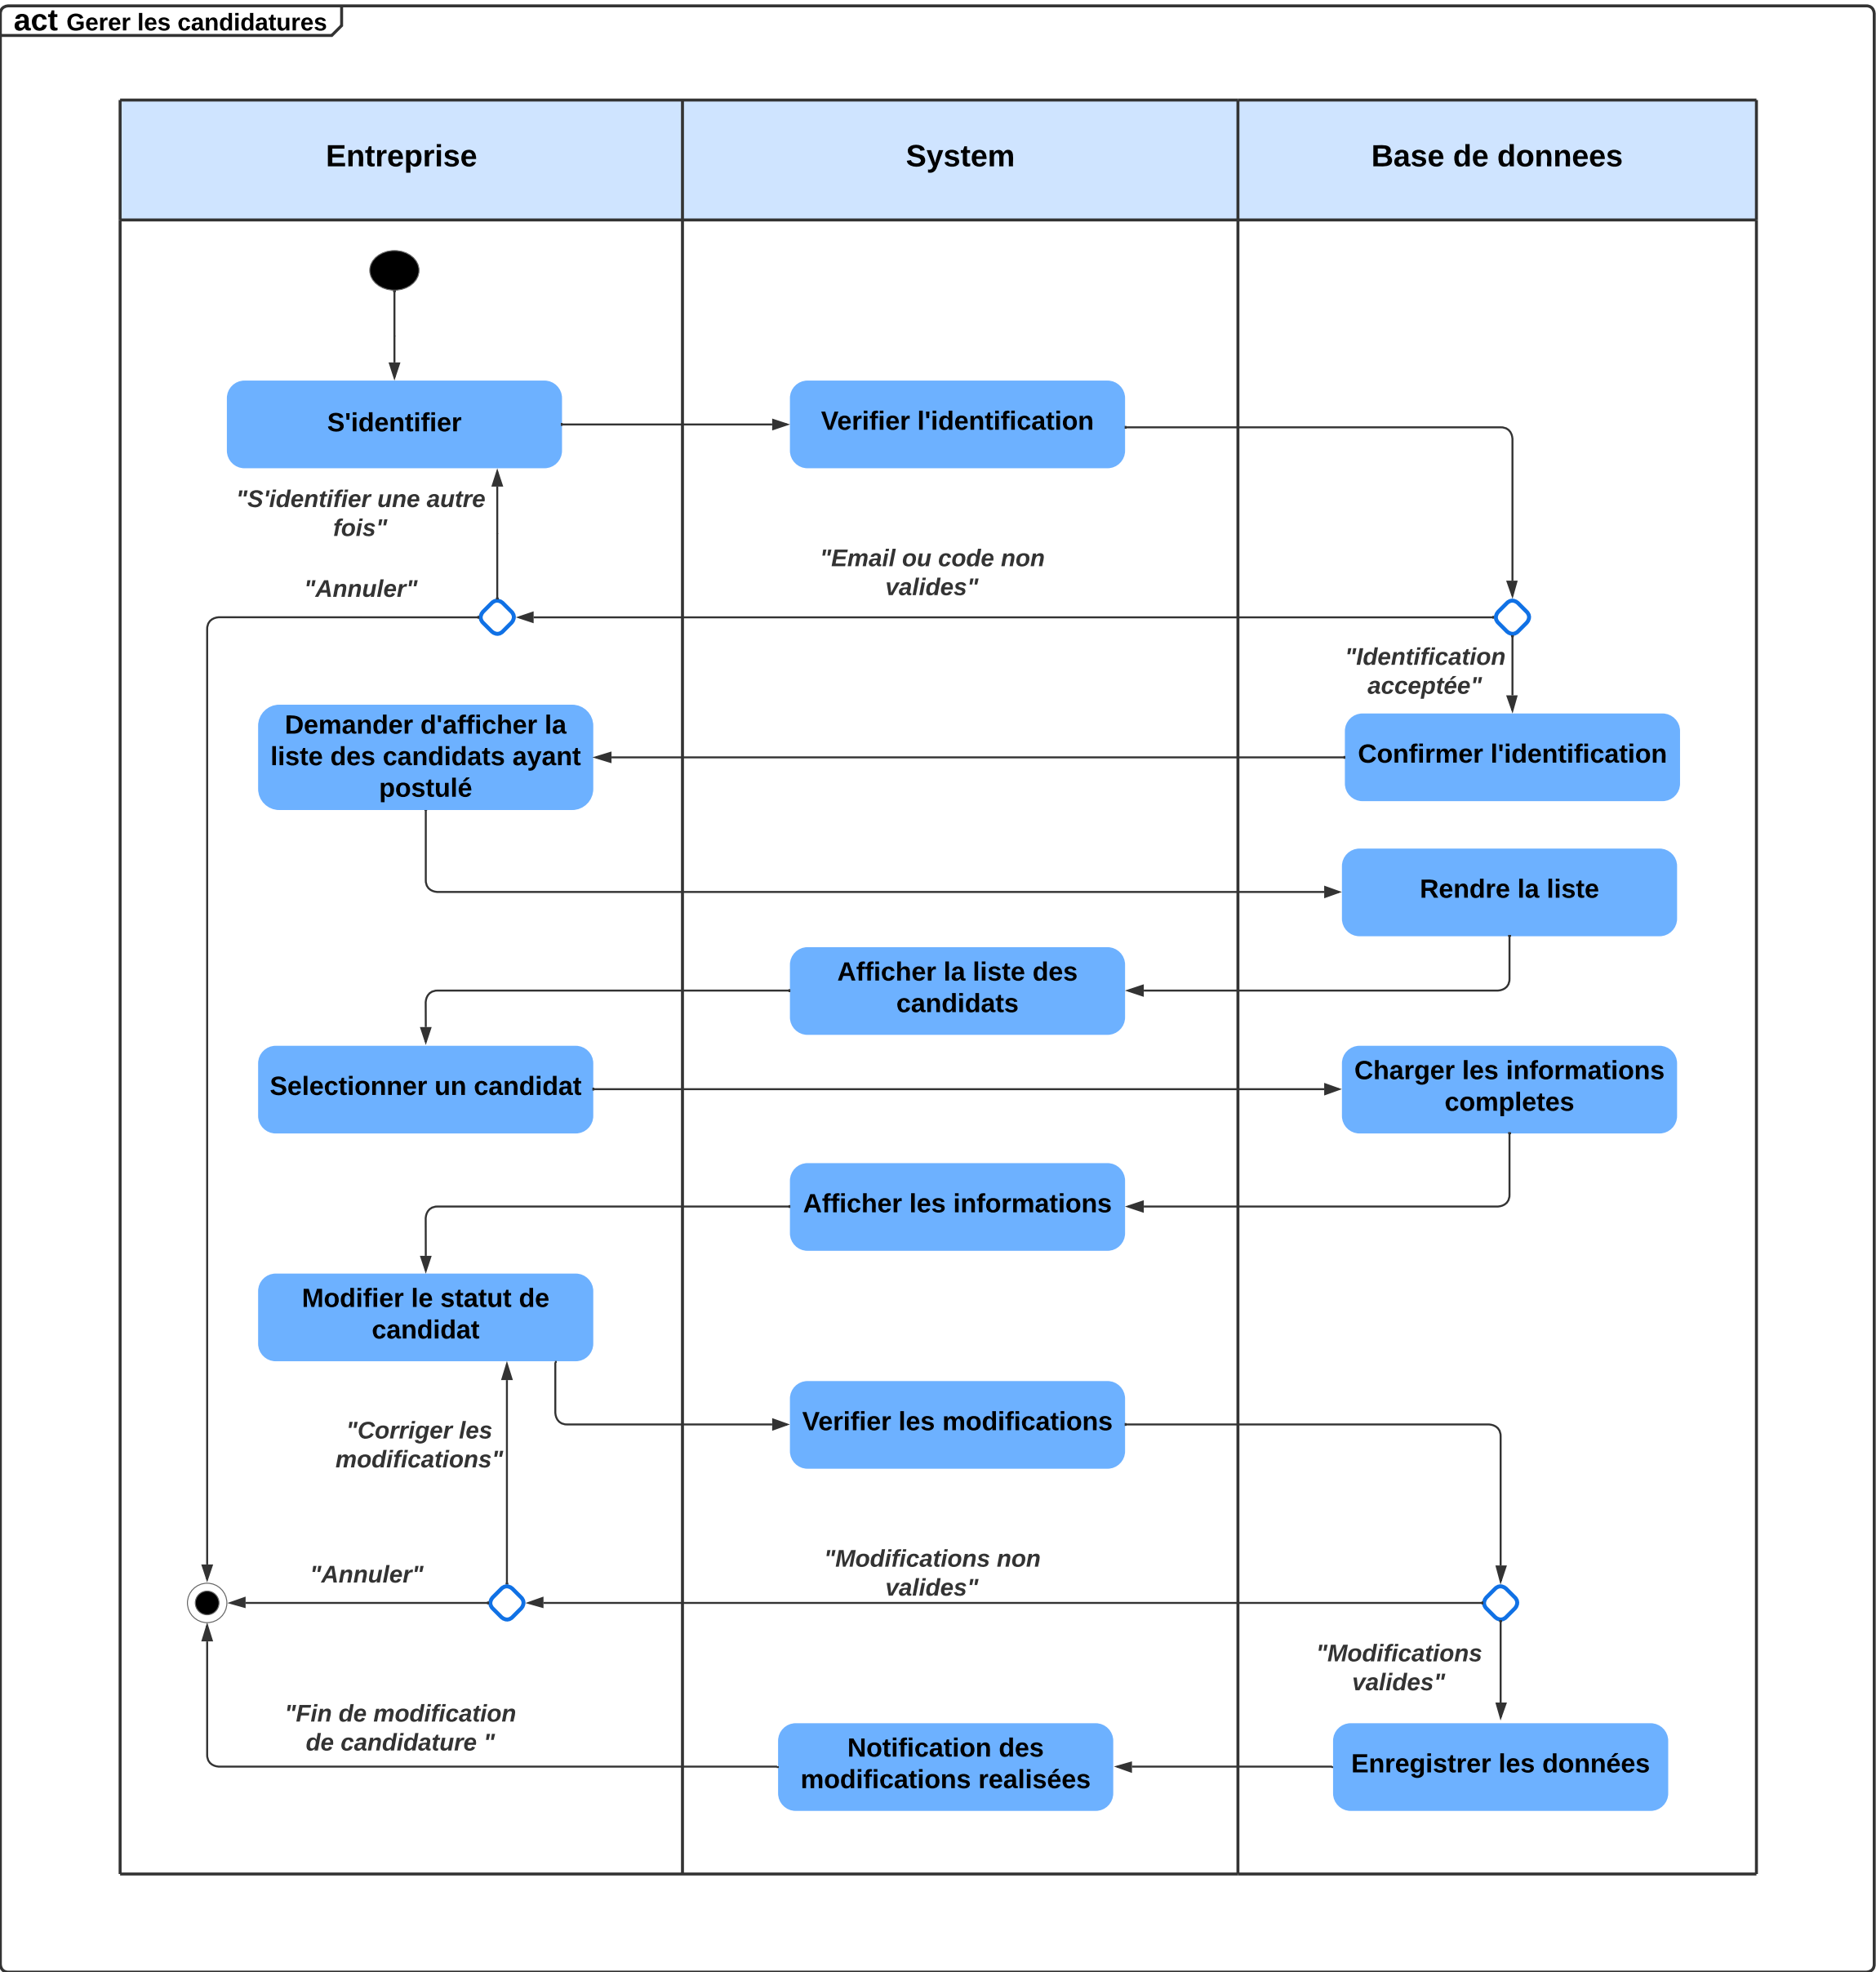 act Gerer les candidatures
Entreprise
System
Base de donnees
S'identifier
Verifier l'identification
"S'identifier une autre
fois"
"Email ou code non
valides"
"Annuler"
"Identification
acceptée"
Demander d'afficher la
liste des candidats ayant
postulé
Confirmer l'identification
Rendre la liste
Afficher la liste des
candidats
Selectionner un candidat
Charger les informations
completes
Afficher les informations
Modifier le statut de
candidat
Verifier les modifications
"Corriger les
modifications"
"Modifications non
valides"
"Annuler"
"Modifications
valides"
"Fin de modification
de candidature "
Notification des
modifications realisées
Enregistrer les données